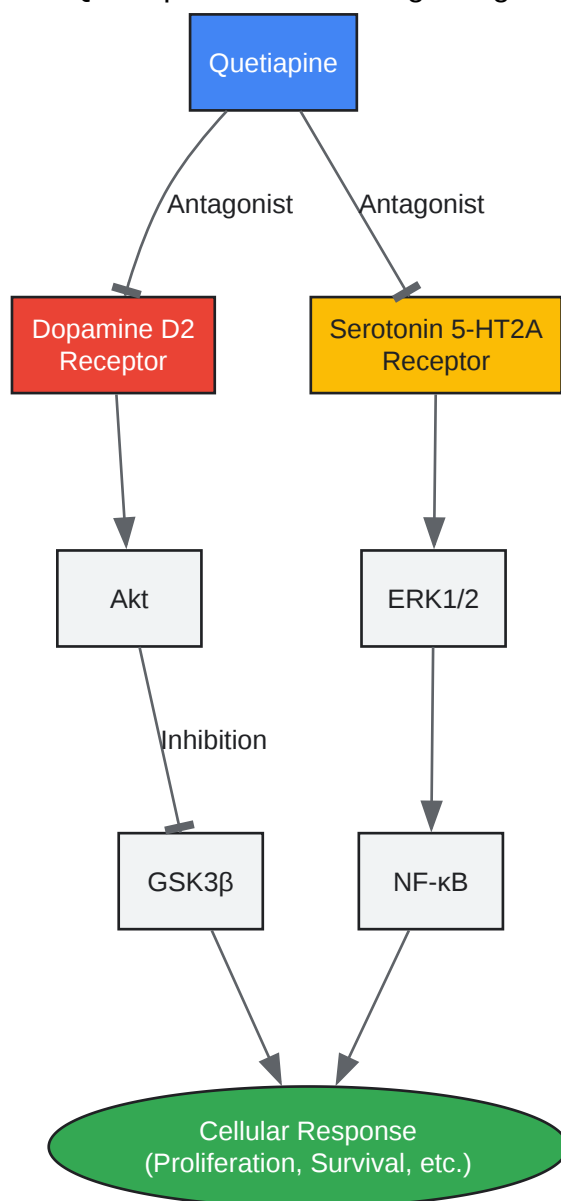 Quetiapine
Antagonist
Antagonist
Dopamine D2
Receptor
Serotonin 5-HT2A
Receptor
Akt
ERK1/2
Inhibition
GSK3β
NF-κB
Cellular Response
(Proliferation, Survival, etc.)